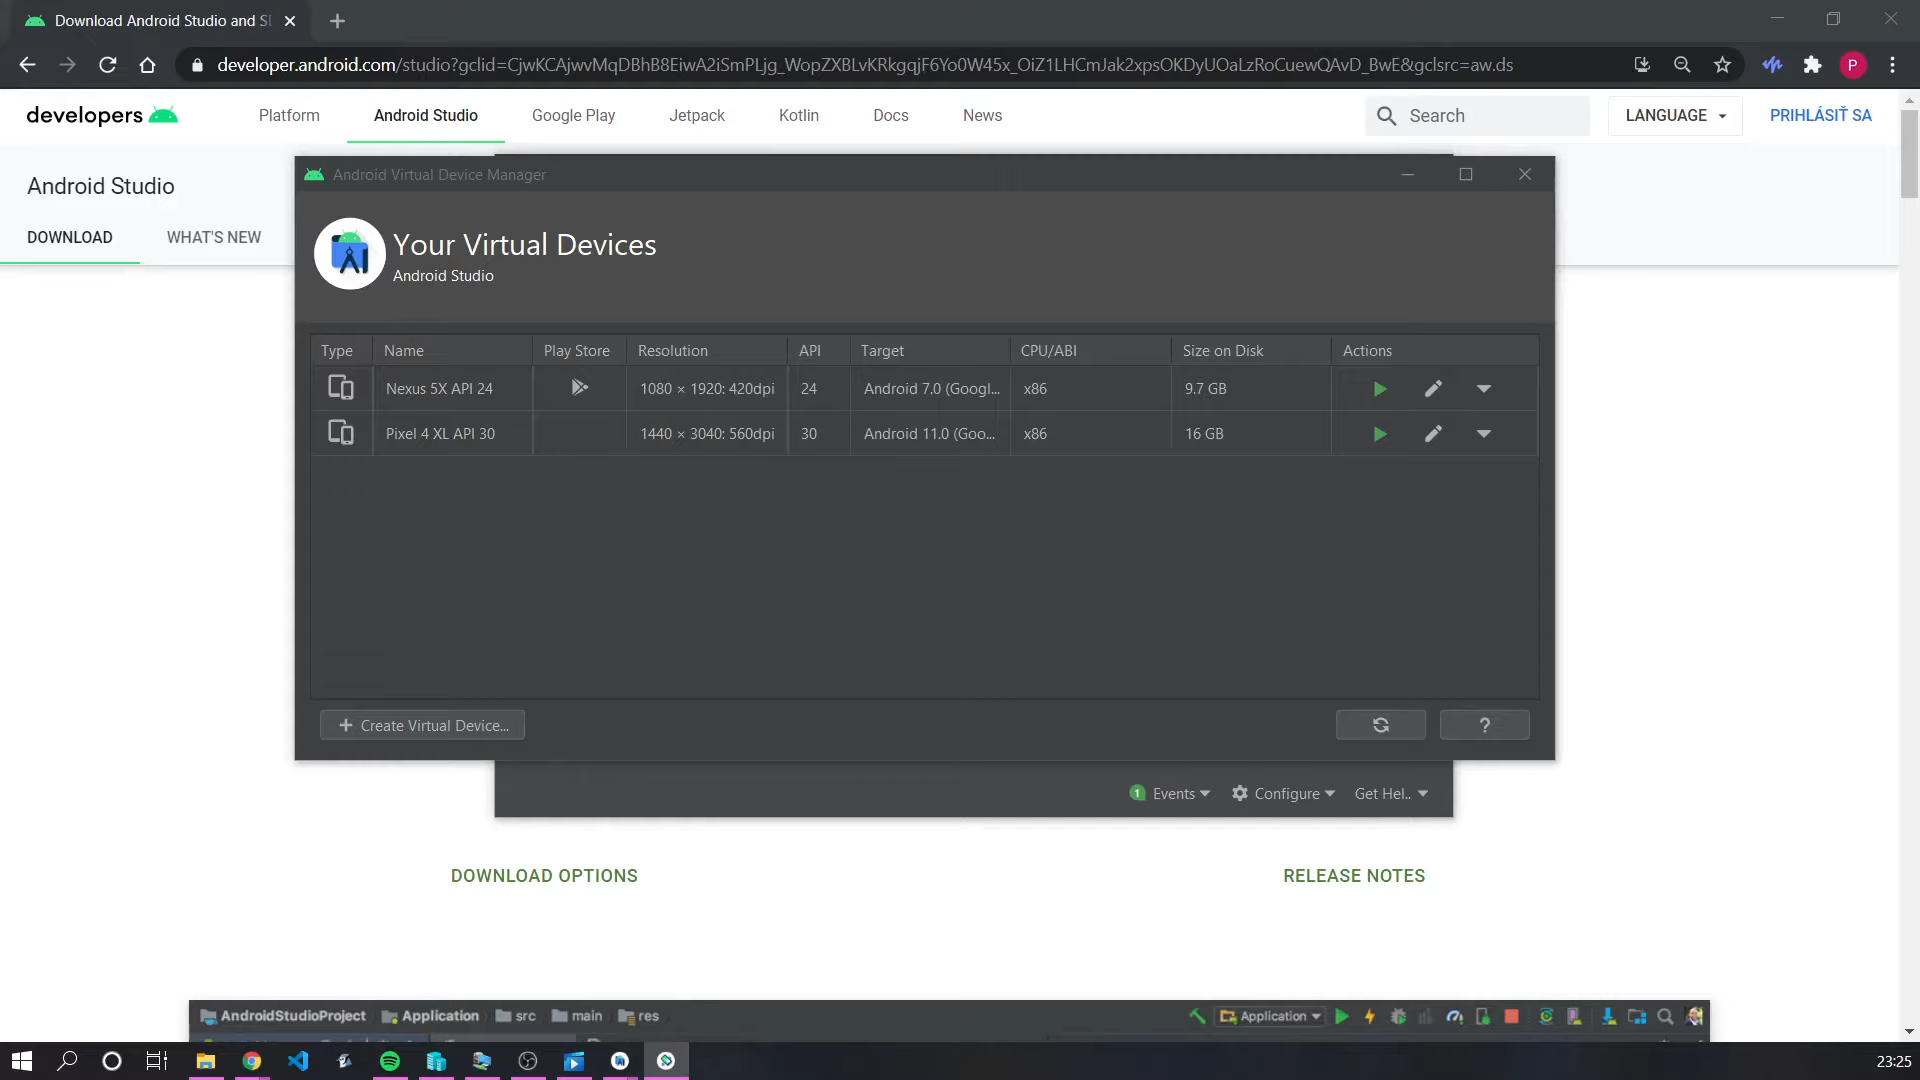 Download Android Studio and S
developer.android.com/studio?gclid=CjwKCAjwvMqDBhB8EiwA2iSmPLjg_WopZXBLvKRkgqjF6Yo0W45x_OiZ1LHCmJak2xpsOKDyUOaLzRoCuewQAvD_BwE&gclsrc=aw.ds
P
developers
Platform
Android Studio
Google Play
Jetpack
Kotlin
Docs
News
Search
LANGUAGE
PRIHLÁSIŤ SA
Android Studio
DOWNLOAD
WHAT'S NEW
Android Virtual Device Manager
Your Virtual Devices
Android Studio
Type Name Play Store Resolution API Target CPU/ABI Size on Disk Actions
Nexus 5X API 24 1080 × 1920: 420dpi 24 Android 7.0 (Googl... x86 9.7 GB
Pixel 4 XL API 30 1440 × 3040: 560dpi 30 Android 11.0 (Goo... x86 16 GB
+ Create Virtual Device...
?
1 Events
Configure
Get Hel..
DOWNLOAD OPTIONS
RELEASE NOTES
AndroidStudioProject Application src main res
Application
23:25